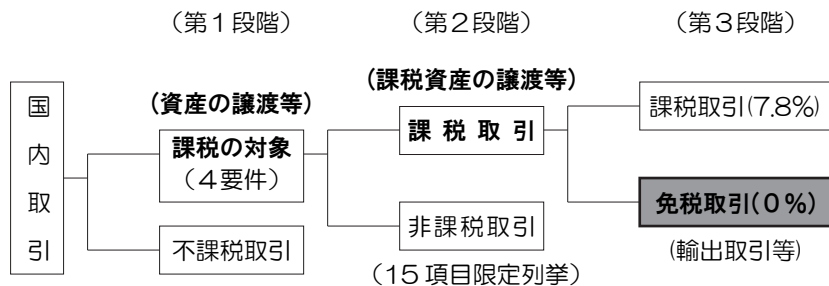 （第１段階）
（第２段階）
（第３段階）
国内取引
(資産の譲渡等)
課税の対象
（４要件）
不課税取引
(課税資産の譲渡等)
課税取引
非課税取引
（15項目限定列挙）
課税取引(7.8%)
免税取引(０％)
(輸出取引等)